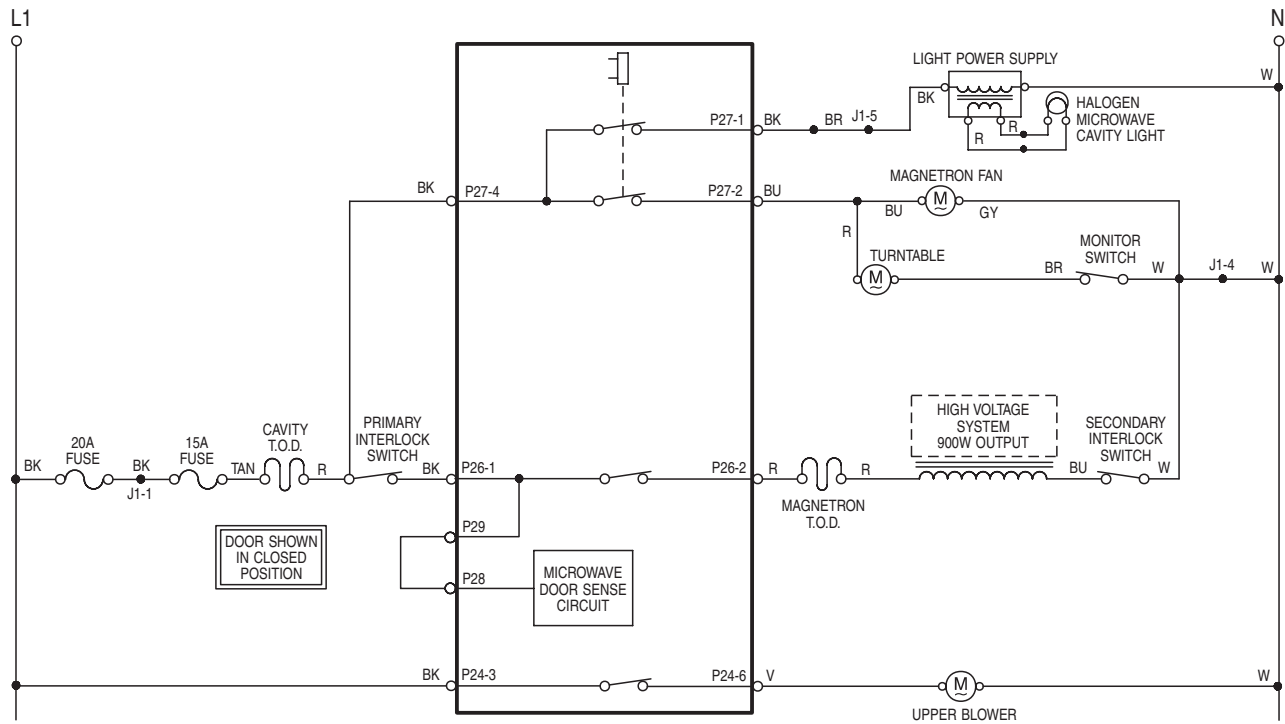 L1
N
LIGHT POWER SUPPLY
W
BK
HALOGEN
MICROWAVE
CAVITY LIGHT
P27-1
BK
BR
J1-5
R
R
MAGNETRON FAN
BK
P27-4
P27-2
BU
BU
M
~
GY
R
TURNTABLE
MONITOR
SWITCH
M
~
BR
W
J1-4
W
HIGH VOLTAGE
SYSTEM
900W OUTPUT
20A
FUSE
15A
FUSE
CAVITY
T.O.D.
PRIMARY
INTERLOCK
SWITCH
SECONDARY
INTERLOCK
SWITCH
BK
BK
J1-1
TAN
R
BK
P26-1
P26-2
R
R
BU
W
MAGNETRON
T.O.D.
DOOR SHOWN
IN CLOSED
POSITION
P29
P28
MICROWAVE
DOOR SENSE
CIRCUIT
BK
P24-3
P24-6
V
M
~
W
UPPER BLOWER